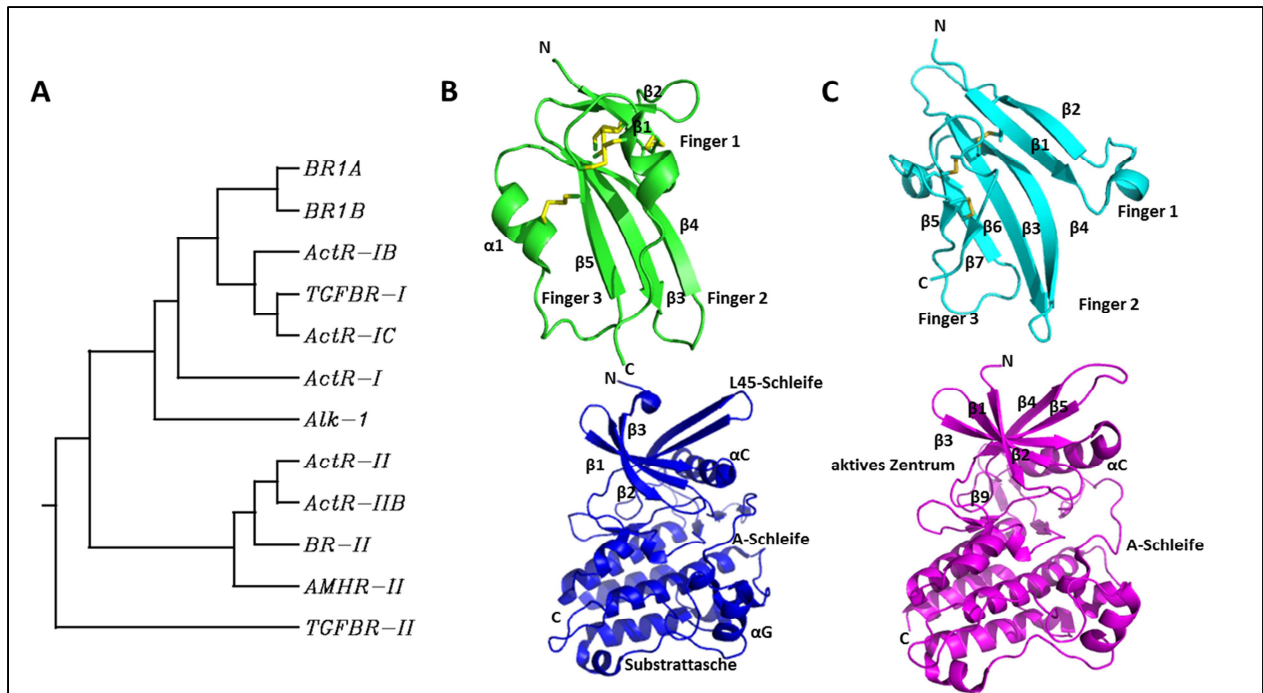 A
BR1A
BR1B
ActR-IB
TGFBR-I
ActR-IC
ActR-I
Alk-1
ActR-II
ActR-IIB
BR-II
AMHR-II
TGFBR-II
B
N
β2
β1
Finger 1
α1
β4
β5
Finger 3
β3
Finger 2
C
N
L45-Schleife
β3
β1
αC
β2
A-Schleife
C
αG
Substrattasche
C
N
β2
β1
Finger 1
β5
β6
β3
β4
β7
C
Finger 3
Finger 2
N
β4
β1
β5
β3
β2
aktives Zentrum
αC
β9
A-Schleife
C